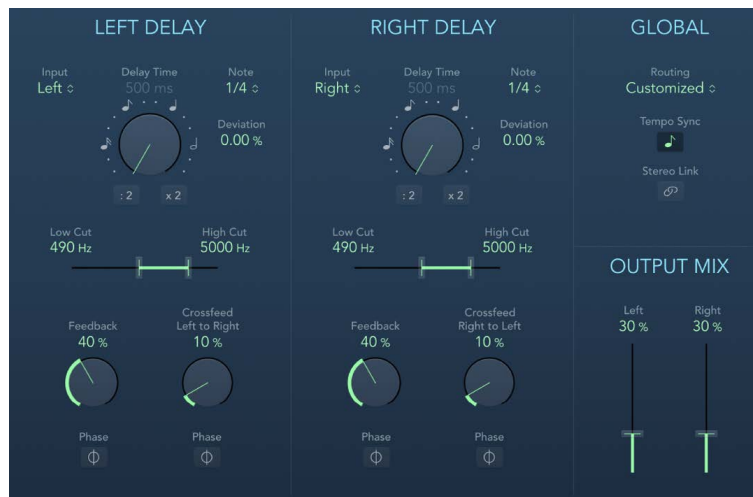 LEFT DELAY
RIGHT DELAY
GLOBAL
Input
Left
Delay Time
500 ms
Note
1/4
Deviation
0.00 %
: 2
x 2
Low Cut
490 Hz
High Cut
5000 Hz
Feedback
40 %
Crossfeed
Left to Right
10 %
Phase
Phase
Input
Right
Delay Time
500 ms
Note
1/4
Deviation
0.00 %
: 2
x 2
Low Cut
490 Hz
High Cut
5000 Hz
Feedback
40 %
Crossfeed
Right to Left
10 %
Phase
Phase
Routing
Customized
Tempo Sync
Stereo Link
OUTPUT MIX
Left
30 %
Right
30 %